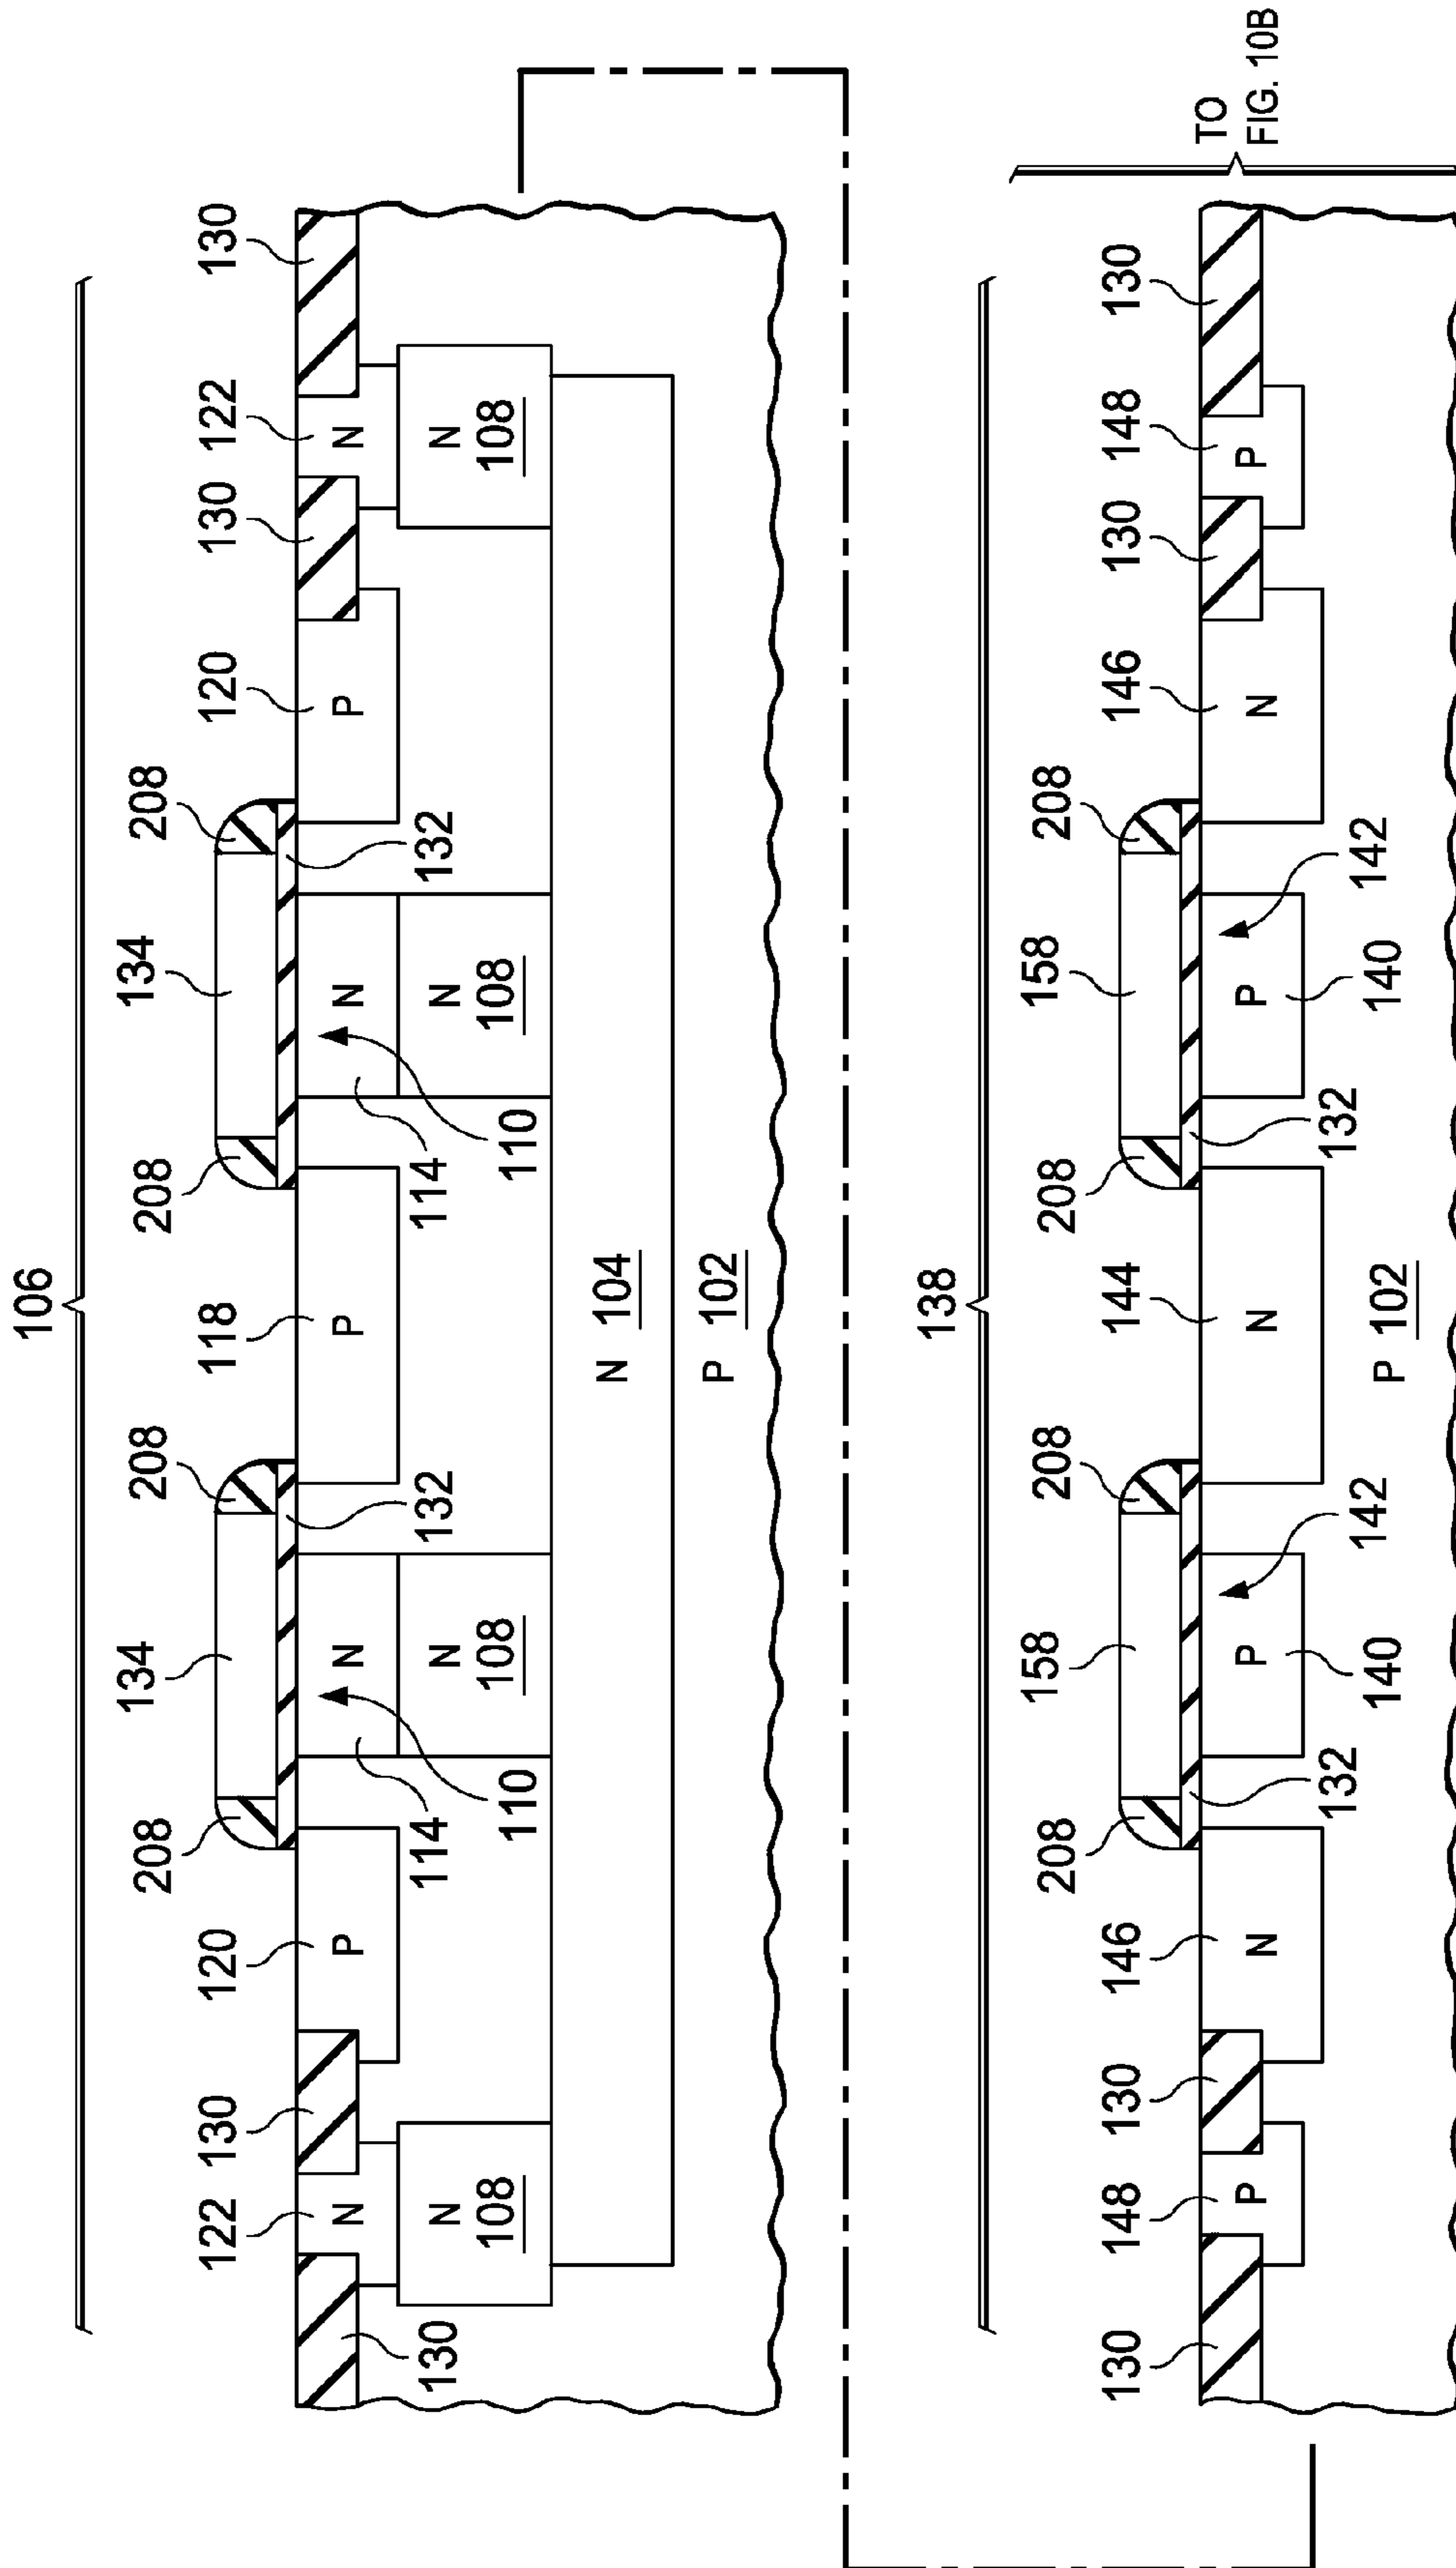 106
208 134 208 208 134 208
122 130 120 118 120 130 122 130
N P N P N P N
130 114 132 114 132
N N N N
108 108 108 108
110 110
N 104
P 102
138
208 158 208 208 158 208
130 148 130 146 144 146 130 148 130
TO
FIG. 10B
P N P N P N P
132 142 132 142
140 140
P 102